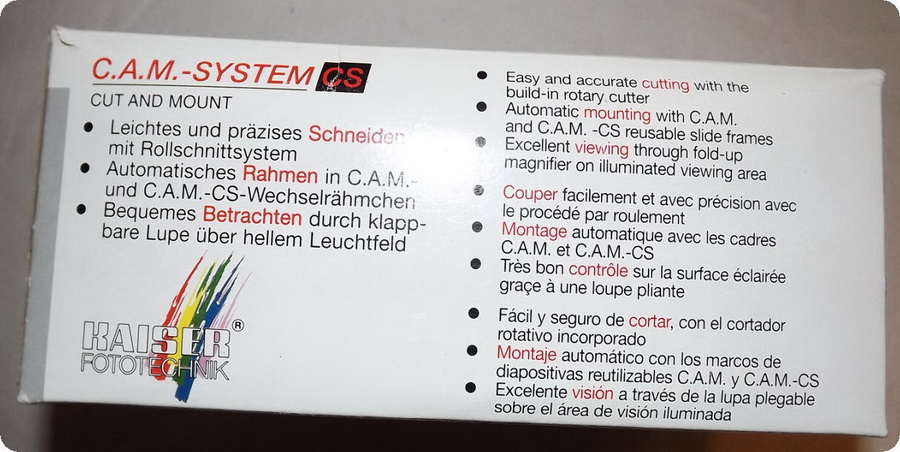 C.A.M.-SYSTEM CS
CUT AND MOUNT
• Leichtes und präzises Schneiden
mit Rollschnittsystem
• Automatisches Rahmen in C.A.M.-
und C.A.M.-CS-Wechselrähmchen
• Bequemes Betrachten durch klapp-
bare Lupe über hellem Leuchtfeld
KAISER®
FOTOTECHNIK
• Easy and accurate cutting with the
build-in rotary cutter
• Automatic mounting with C.A.M.
and C.A.M. -CS reusable slide frames
• Excellent viewing through fold-up
magnifier on illuminated viewing area
• Couper facilement et avec précision avec
le procédé par roulement
• Montage automatique avec les cadres
C.A.M. et C.A.M.-CS
• Très bon contrôle sur la surface éclairée
graçe à une loupe pliante
• Fácil y seguro de cortar, con el cortador
rotativo incorporado
• Montaje automático con los marcos de
diapositivas reutilizables C.A.M. y C.A.M.-CS
• Excelente visión a través de la lupa plegable
sobre el área de visión iluminada